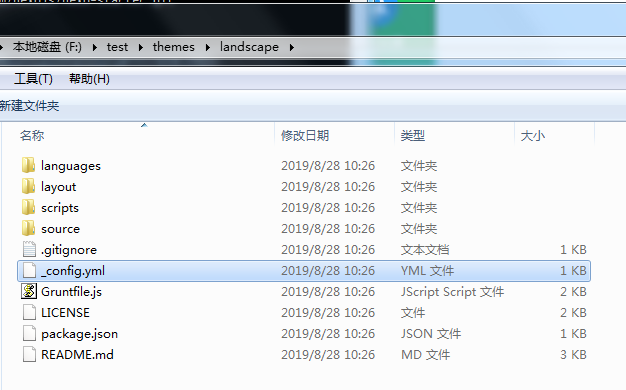 本地磁盘 (F:) test themes landscape
工具(T) 帮助(H)
新建文件夹
名称 修改日期 类型 大小
languages 2019/8/28 10:26 文件夹
layout 2019/8/28 10:26 文件夹
scripts 2019/8/28 10:26 文件夹
source 2019/8/28 10:26 文件夹
.gitignore 2019/8/28 10:26 文本文档 1 KB
_config.yml 2019/8/28 10:26 YML 文件 1 KB
Gruntfile.js 2019/8/28 10:26 JScript Script 文件 2 KB
LICENSE 2019/8/28 10:26 文件 2 KB
package.json 2019/8/28 10:26 JSON 文件 1 KB
README.md 2019/8/28 10:26 MD 文件 3 KB